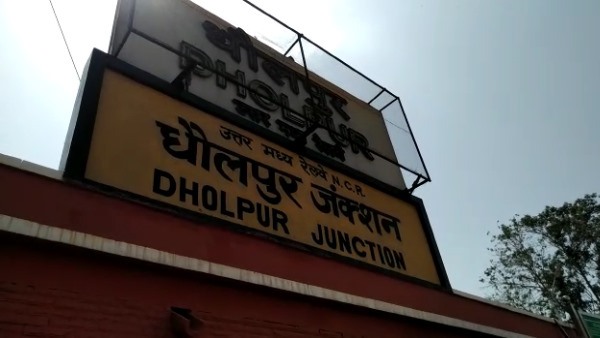 धौलपुर
DHOLPUR
उत्तर मध्य रेलवे N.C.R.
धौलपुर जंक्शन
DHOLPUR JUNCTION